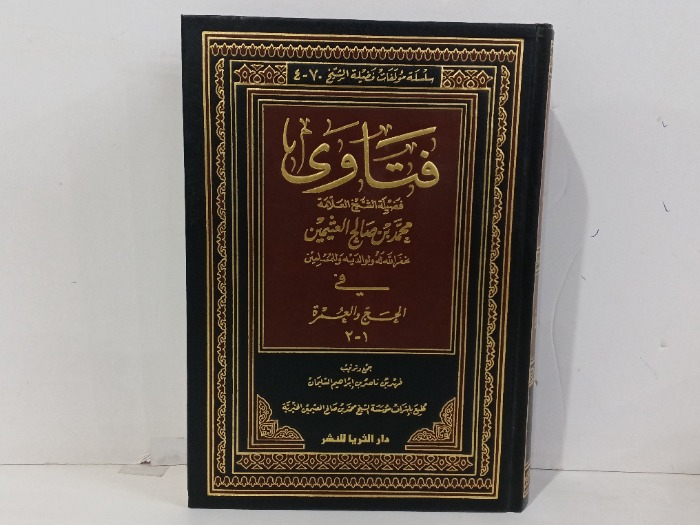 سلسلة مؤلفات فضيلة الشيخ ٧٠-٤
فتاوى
فضيلة الشيخ العلامة
محمد بن صالح العثيمين
غفر الله له ولوالديه وللمسلمين
في
الحج والعمرة
١-٢
جمع وترتيب
فهد بن ناصر بن إبراهيم السليمان
طبع بإشراف مؤسسة الشيخ محمد بن صالح العثيمين الخيرية
دار الثريا للنشر